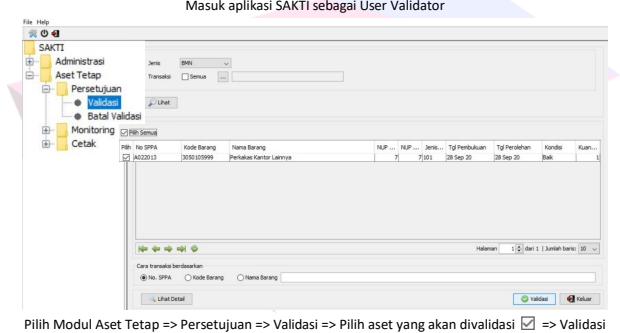 Masuk aplikasi SAKTI sebagai User Validator
File Help
SAKTI
Administrasi
Aset Tetap
Persetujuan
Validasi
Batal Validasi
Monitoring
Cetak
Jenis BMN
Transaksi Semua ...
Lihat
Pilih Semua
Pilih No SPPA Kode Barang Nama Barang NUP ... NUP ... Jenis... Tgl Pembukuan Tgl Perolehan Kondisi Kuan...
A022013 3050105999 Perkakas Kantor Lainnya 7 7 101 28 Sep 20 28 Sep 20 Baik 1
Halaman 1 dari 1 | Jumlah baris: 10
Cara transaksi berdasarkan
No. SPPA Kode Barang Nama Barang
Lihat Detail Validasi Keluar
Pilih Modul Aset Tetap => Persetujuan => Validasi => Pilih aset yang akan divalidasi ☑ => Validasi